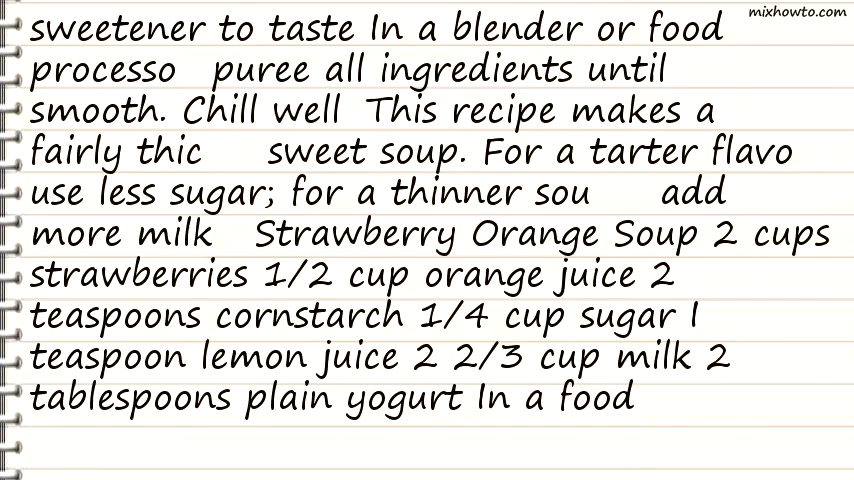 mixhowto.com
sweetener to taste In a blender or food
processo puree all ingredients until
smooth. Chill well This recipe makes a
fairly thic sweet soup. For a tarter flavo
use less sugar; for a thinner sou add
more milk Strawberry Orange Soup 2 cups
strawberries 1/2 cup orange juice 2
teaspoons cornstarch 1/4 cup sugar I
teaspoon lemon juice 2 2/3 cup milk 2
tablespoons plain yogurt In a food